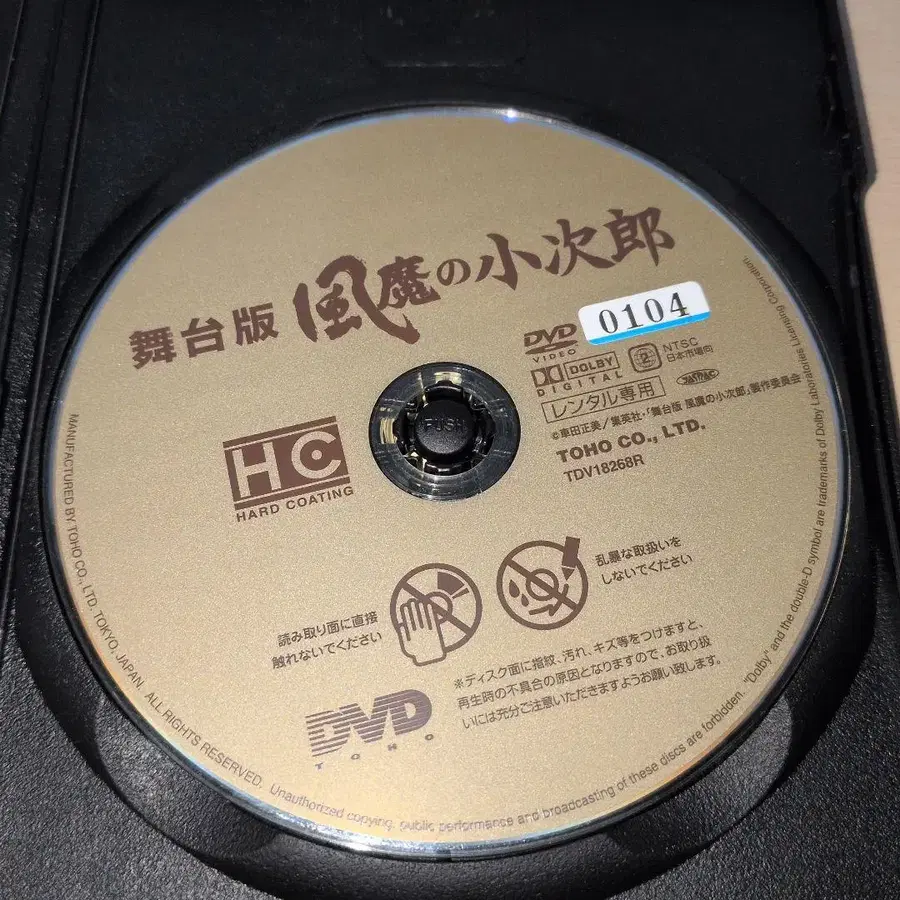 舞台版 風魔の小次郎
0104
DVD
VIDEO
DOLBY
DIGITAL
2
NTSC
日本市場向
レンタル専用
©車田正美/集英社・「舞台版 風魔の小次郎」製作委員会
TOHO CO., LTD.
TDV18268R
PUSH
HC
HARD COATING
読み取り面に直接
触れないでください
乱暴な取扱いを
しないでください
※ディスク面に指紋、汚れ、キズ等をつけますと、
再生時の不具合の原因となりますので、お取り扱
いには充分ご注意いただきますようお願い致します。
DVD
TOHO
MANUFACTURED BY TOHO CO., LTD. TOKYO, JAPAN. ALL RIGHTS RESERVED. Unauthorized copying, public performance and broadcasting of these discs are forbidden. "Dolby" and the double-D symbol are trademarks of Dolby Laboratories Licensing Corporation.